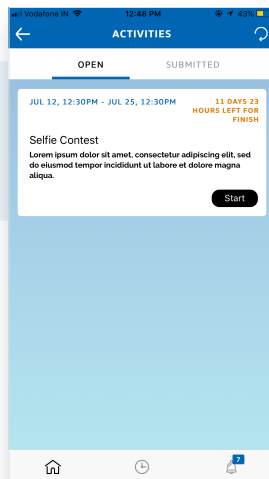 Vodafone IN 12:48 PM 43%
ACTIVITIES
OPEN SUBMITTED
JUL 12, 12:30PM - JUL 25, 12:30PM
11 DAYS 23
HOURS LEFT FOR
FINISH
Selfie Contest
Lorem ipsum dolor sit amet, consectetur adipiscing elit, sed
do eiusmod tempor incididunt ut labore et dolore magna
aliqua.
Start
7